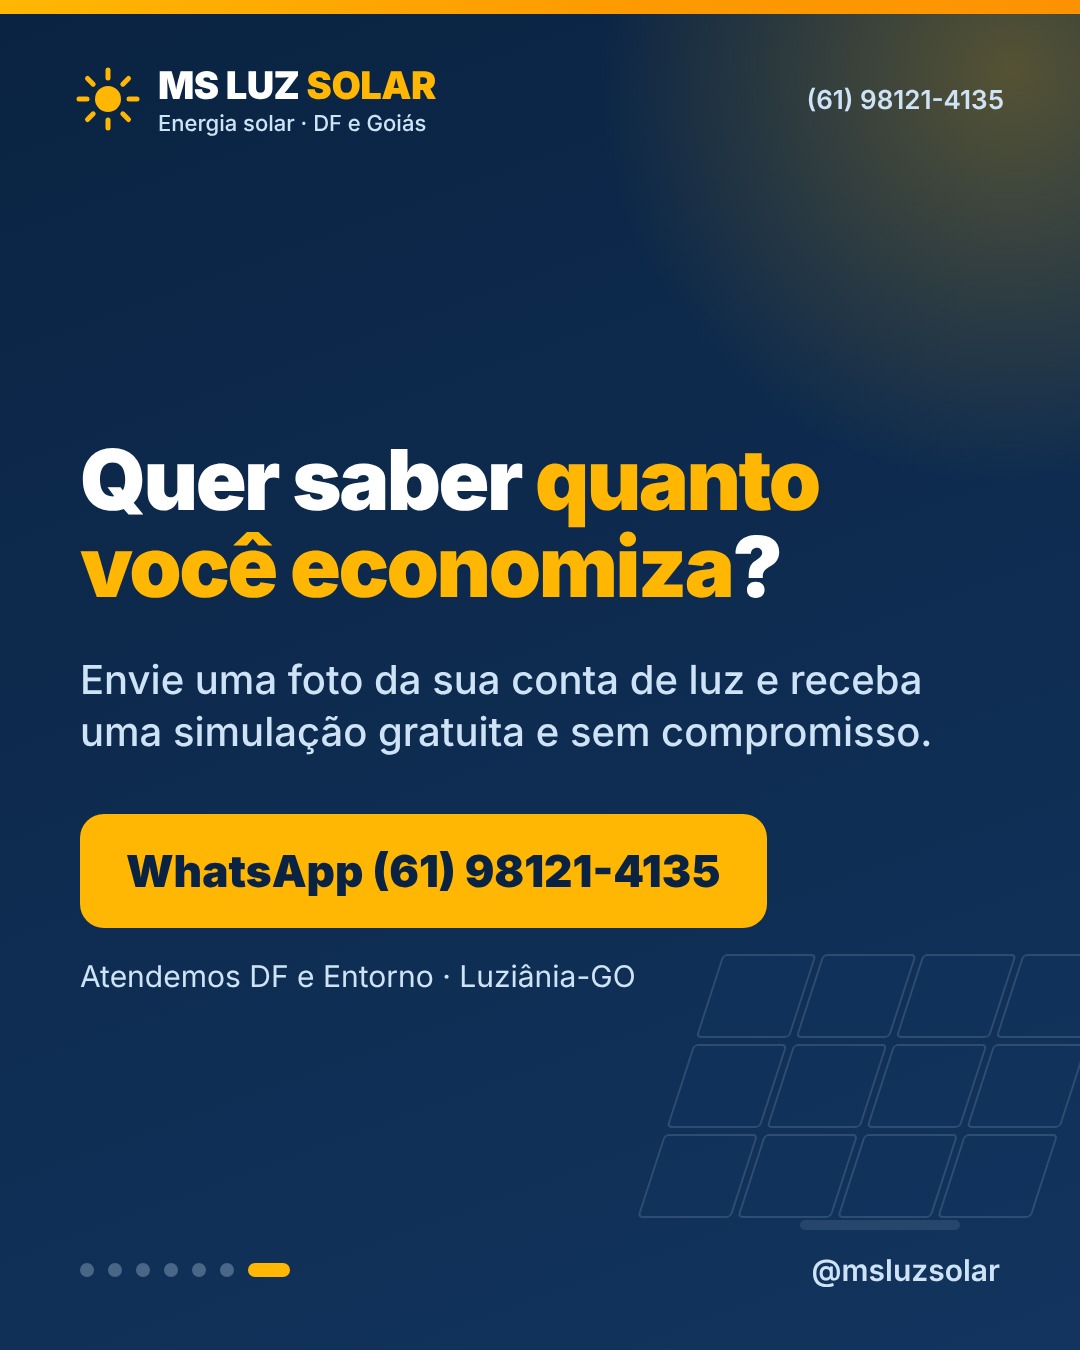 MS LUZ SOLAR
Energia solar · DF e Goiás
(61) 98121-4135
Quer saber quanto
você economiza?
Envie uma foto da sua conta de luz e receba
uma simulação gratuita e sem compromisso.
WhatsApp (61) 98121-4135
Atendemos DF e Entorno · Luziânia-GO
@msluzsolar